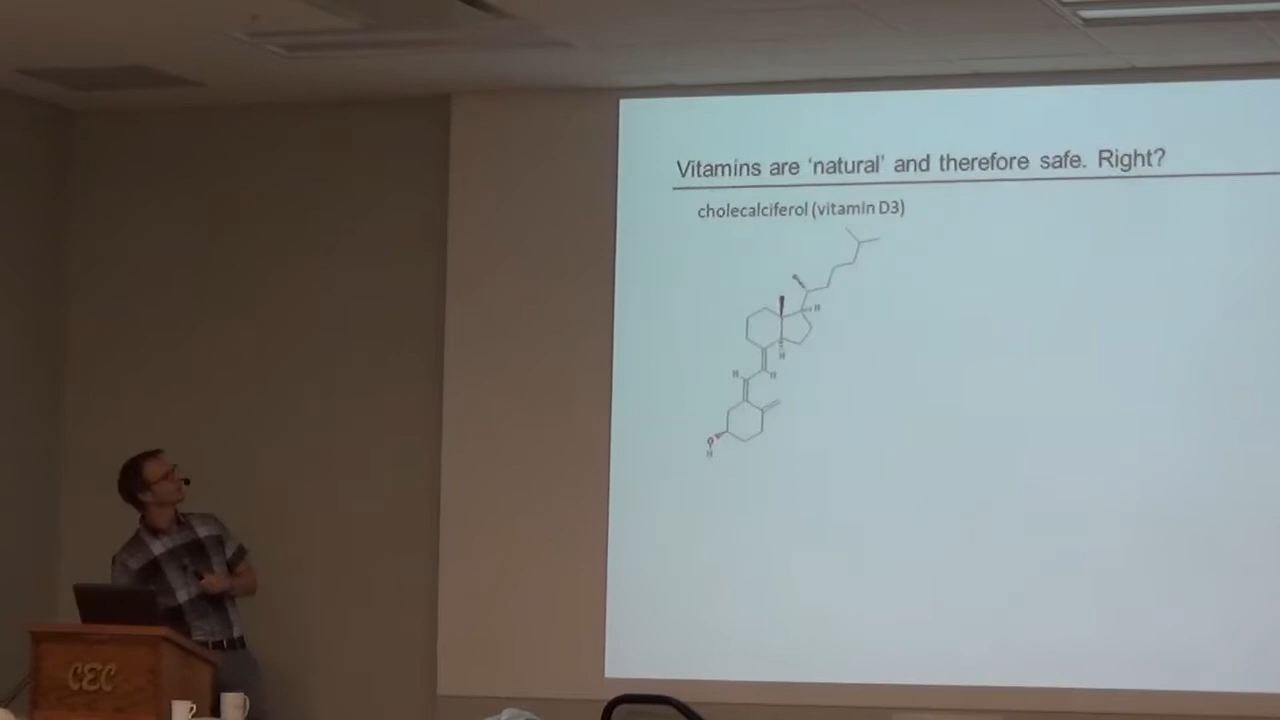 Vitamins are 'natural' and therefore safe. Right?
cholecalciferol (vitamin D3)
H
H
H
H
O
H
CEC